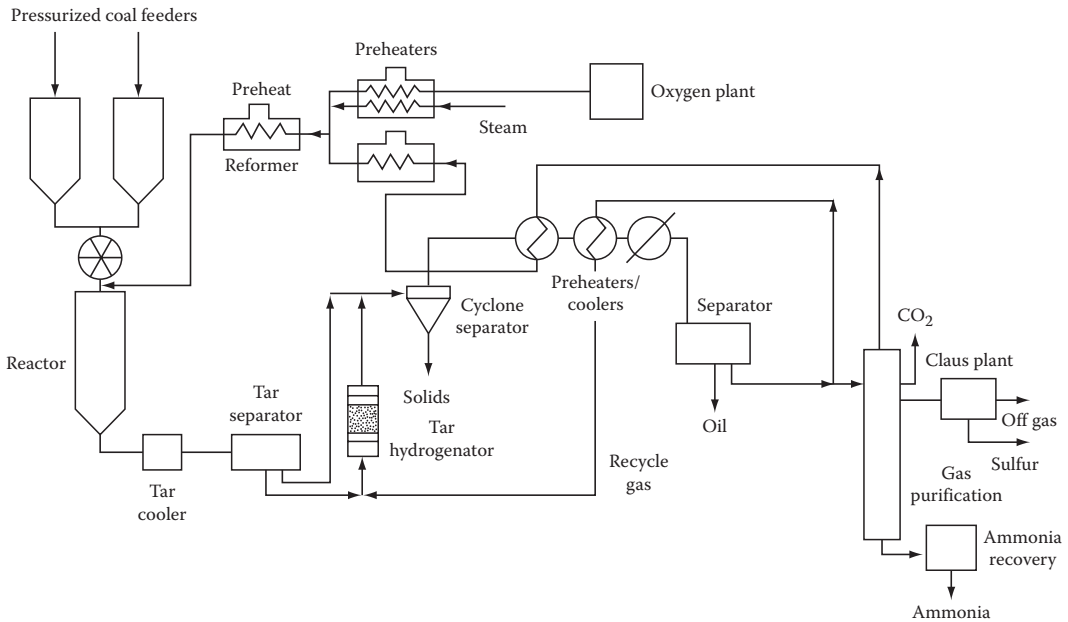 Pressurized coal feeders
Preheaters
Preheat
Oxygen plant
Steam
Reformer
Preheaters/
coolers
Cyclone
separator
Separator
CO2
Claus plant
Reactor
Solids
Off gas
Tar
separator
Tar
hydrogenator
Oil
Sulfur
Recycle
gas
Gas
purification
Tar
cooler
Ammonia
recovery
Ammonia